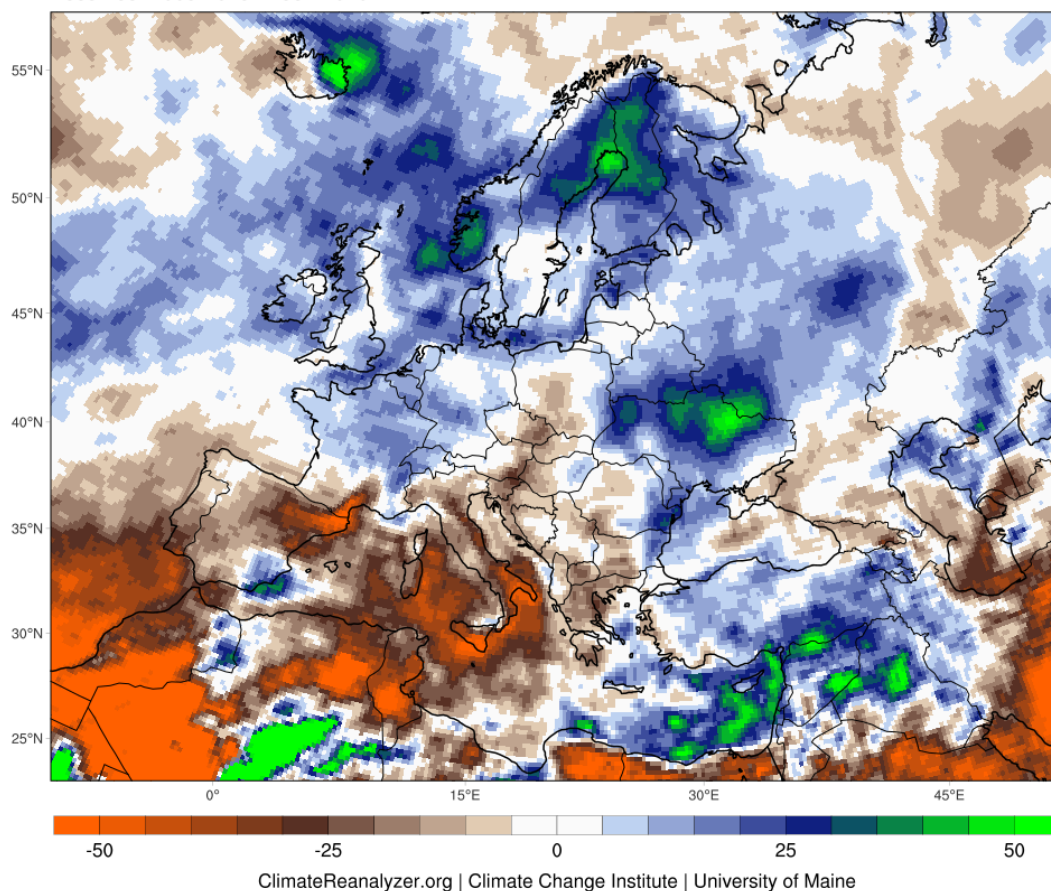 55°N
50°N
45°N
40°N
35°N
30°N
25°N
0° 15°E 30°E 45°E
-50 -25 0 25 50
ClimateReanalyzer.org | Climate Change Institute | University of Maine